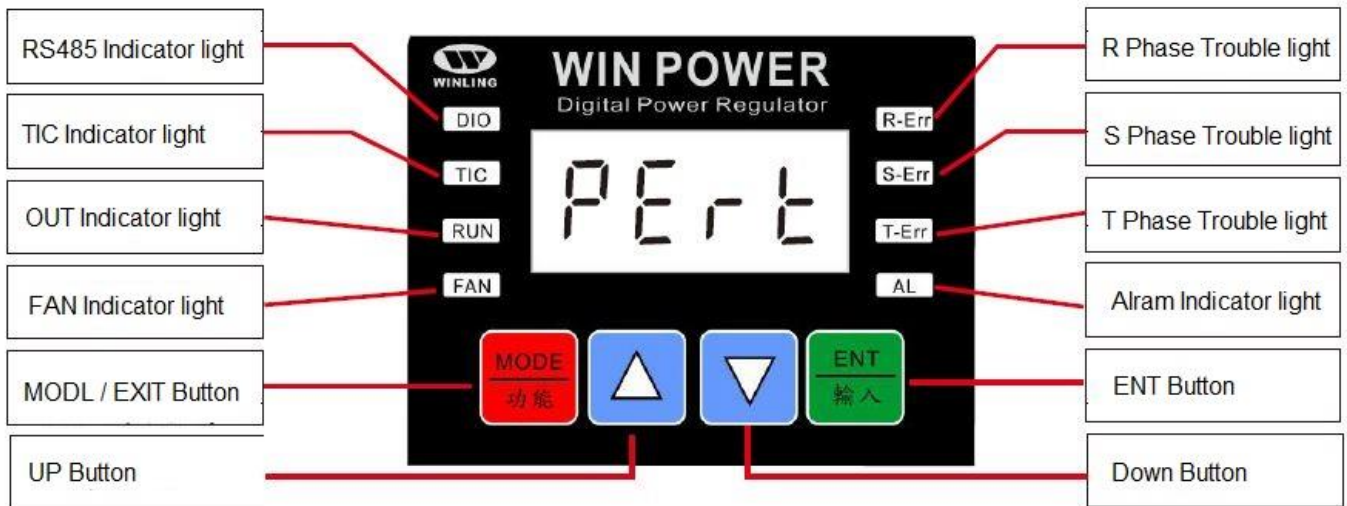 RS485 Indicator light
TIC Indicator light
OUT Indicator light
FAN Indicator light
MODL / EXIT Button
UP Button
WINLING
WIN POWER
Digital Power Regulator
DIO
TIC
RUN
FAN
PErt
R-Err
S-Err
T-Err
AL
MODE
功能
ENT
输入
R Phase Trouble light
S Phase Trouble light
T Phase Trouble light
Alram Indicator light
ENT Button
Down Button